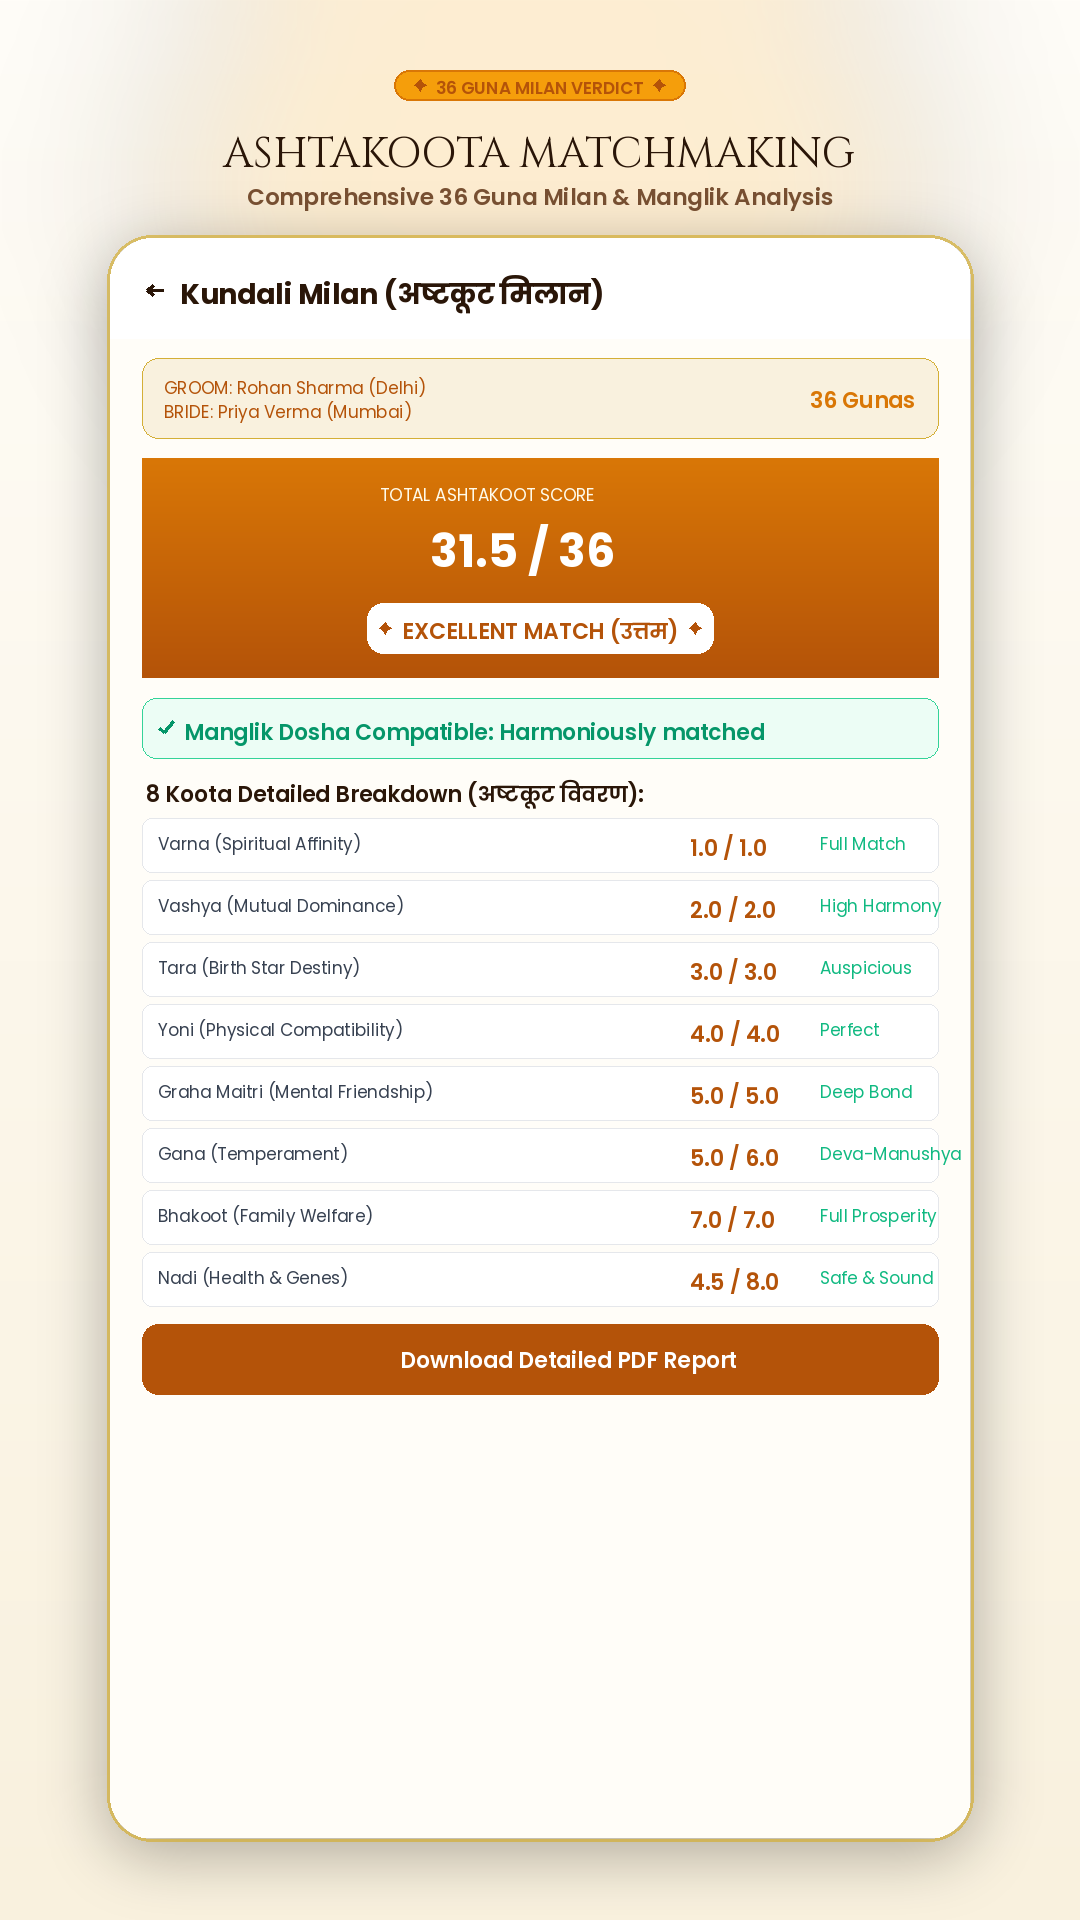 36 GUNA MILAN VERDICT
ASHTAKOOTA MATCHMAKING
Comprehensive 36 Guna Milan & Manglik Analysis
Kundali Milan (अष्टकूट मिलान)
GROOM: Rohan Sharma (Delhi)
BRIDE: Priya Verma (Mumbai)
36 Gunas
TOTAL ASHTAKOOT SCORE
31.5 / 36
EXCELLENT MATCH (उत्तम)
Manglik Dosha Compatible: Harmoniously matched
8 Koota Detailed Breakdown (अष्टकूट विवरण):
Varna (Spiritual Affinity) 1.0 / 1.0 Full Match
Vashya (Mutual Dominance) 2.0 / 2.0 High Harmony
Tara (Birth Star Destiny) 3.0 / 3.0 Auspicious
Yoni (Physical Compatibility) 4.0 / 4.0 Perfect
Graha Maitri (Mental Friendship) 5.0 / 5.0 Deep Bond
Gana (Temperament) 5.0 / 6.0 Deva-Manushya
Bhakoot (Family Welfare) 7.0 / 7.0 Full Prosperity
Nadi (Health & Genes) 4.5 / 8.0 Safe & Sound
Download Detailed PDF Report